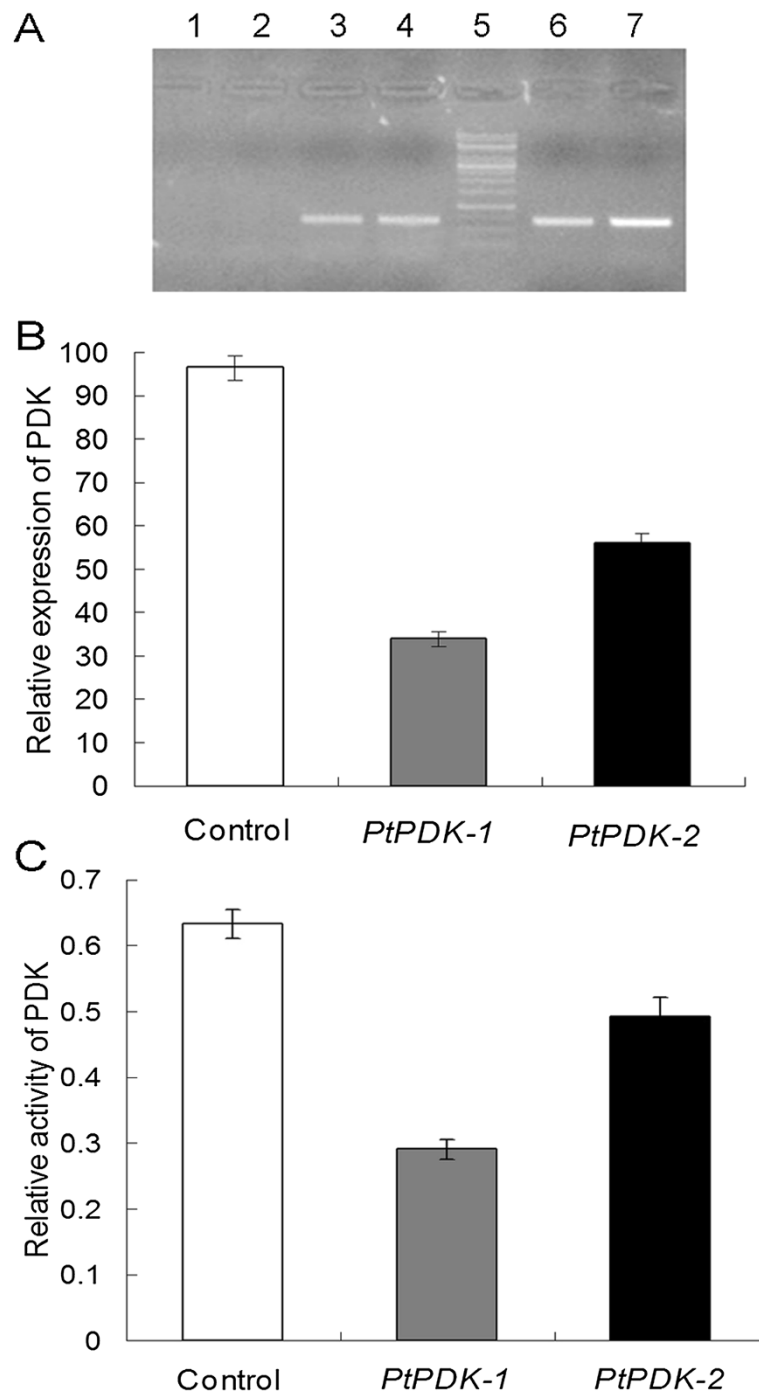 A
1 2 3 4 5 6 7
B
Relative expression of PDK
100
90
80
70
60
50
40
30
20
10
0
Control PtPDK-1 PtPDK-2
C
Relative activity of PDK
0.7
0.6
0.5
0.4
0.3
0.2
0.1
0
Control PtPDK-1 PtPDK-2